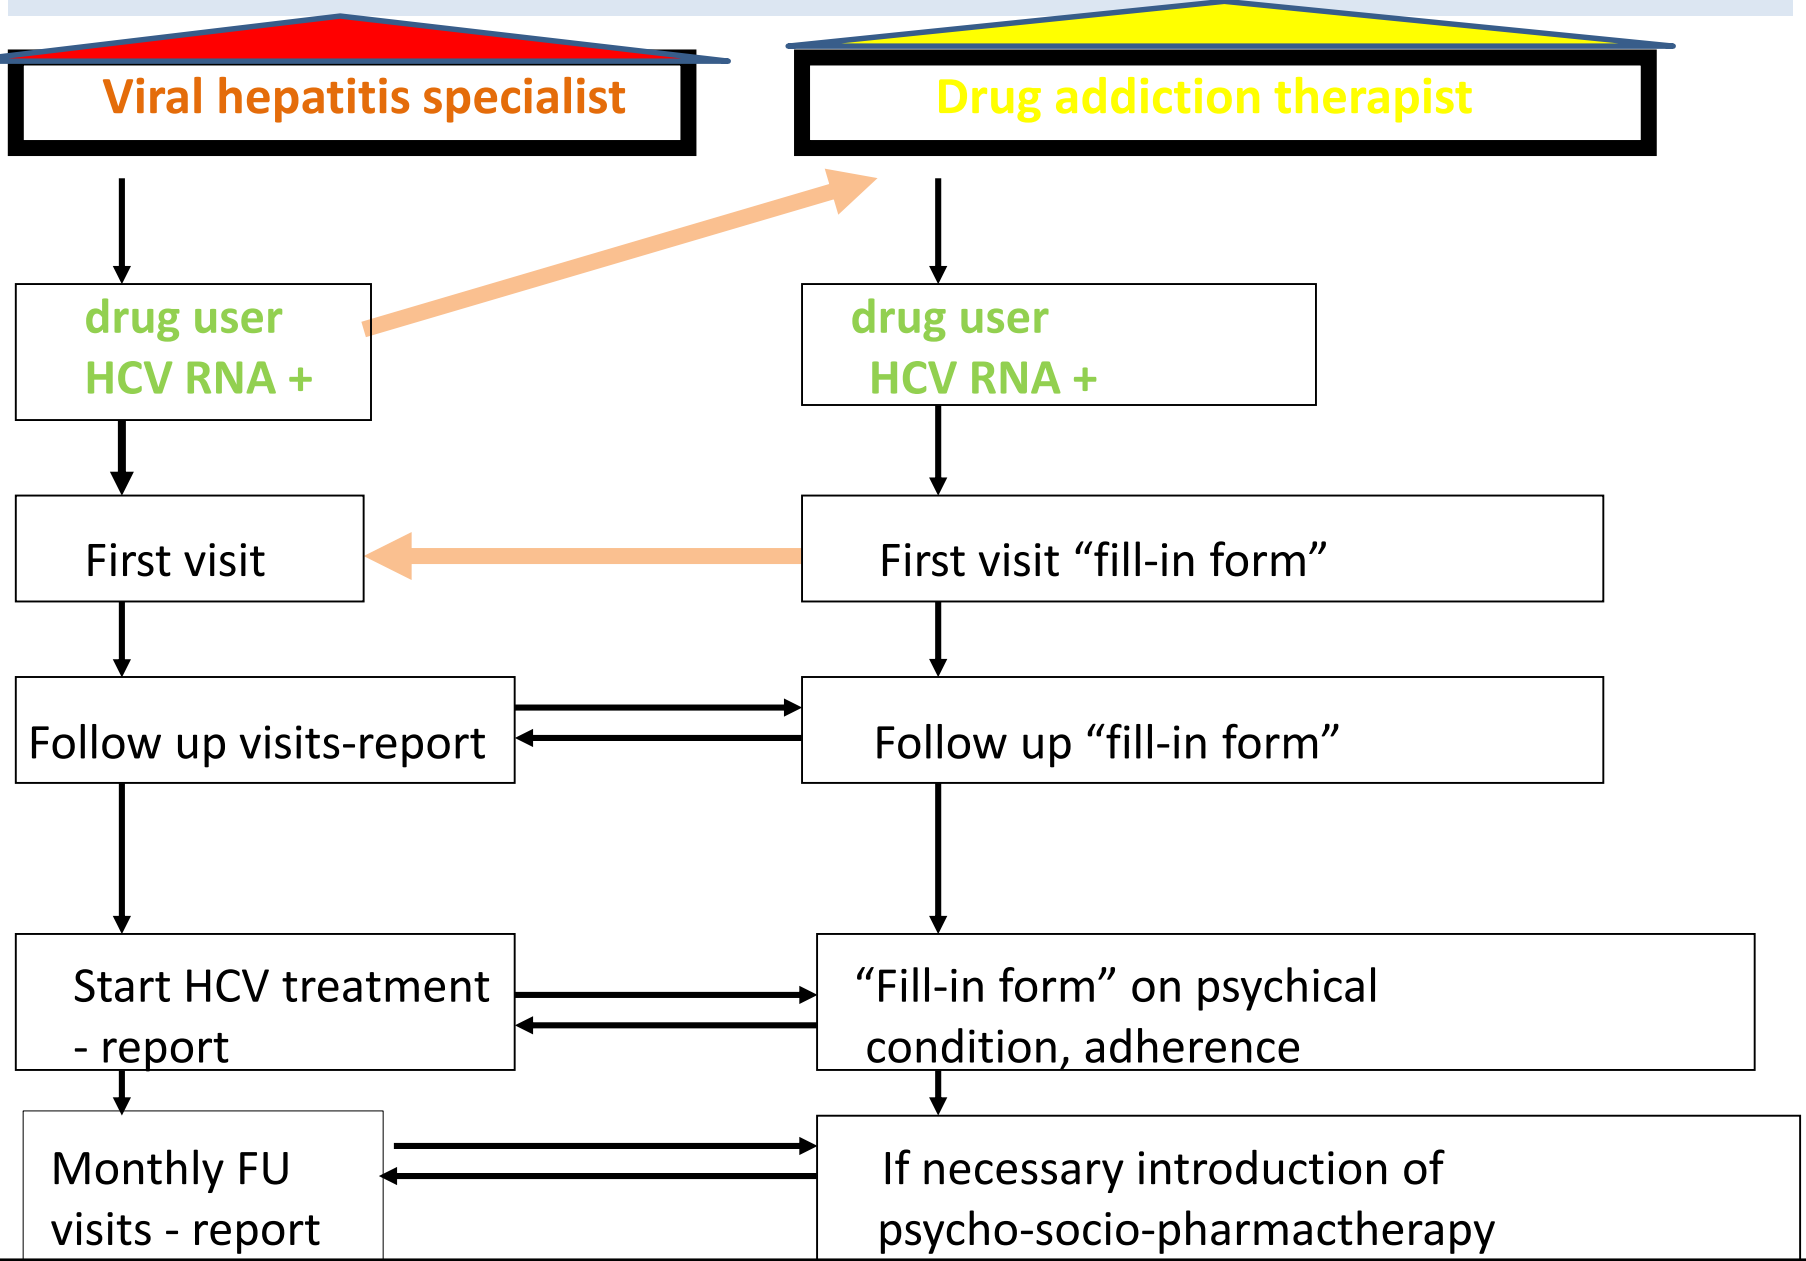 Viral hepatitis specialist
Drug addiction therapist
drug user
HCV RNA +
drug user
HCV RNA +
First visit
First visit “fill-in form”
Follow up visits-report
Follow up “fill-in form”
Start HCV treatment
- report
“Fill-in form” on psychical
condition, adherence
Monthly FU
visits - report
If necessary introduction of
psycho-socio-pharmactherapy